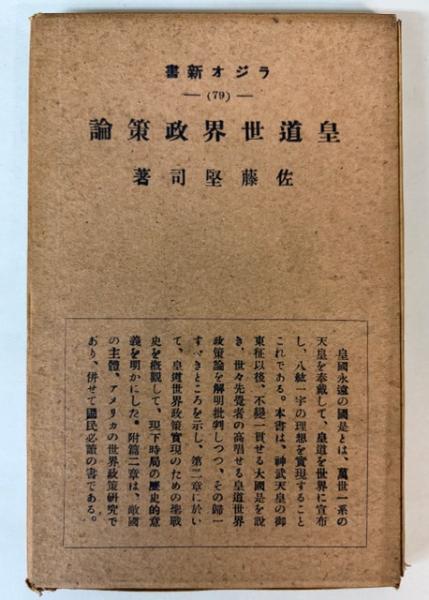 ラジオ新書
— (79) —
皇道世界政策論
佐藤堅司著
皇國永遠の國是とは、萬世一系の
天皇を奉戴して、皇道を世界に宣布
し、八紘一宇の理想を實現すること
これである。本書は、神武天皇の御
東征以後、不變一貫せる大國是を說
き、世々先覺者の高唱せる皇道世界
政策論を解明批判しつつ、その歸一
すべきところを示し、第二章に於い
て、皇道世界政策實現のための聖戰
史を概觀して、現下時局の歷史的意
義を明かにした。附篇二章は、敵國
の主體、アメリカの世界政策硏究で
あり、併せて國民必讀の書である。